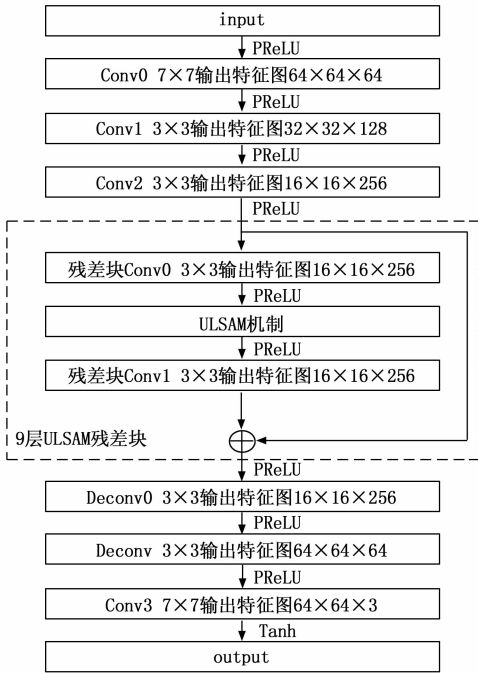 input
PReLU
Conv0 7×7输出特征图64×64×64
PReLU
Conv1 3×3输出特征图32×32×128
PReLU
Conv2 3×3输出特征图16×16×256
PReLU
残差块Conv0 3×3输出特征图16×16×256
PReLU
ULSAM机制
PReLU
残差块Conv1 3×3输出特征图16×16×256
9层ULSAM残差块
PReLU
Deconv0 3×3输出特征图16×16×256
PReLU
Deconv 3×3输出特征图64×64×64
PReLU
Conv3 7×7输出特征图64×64×3
Tanh
output